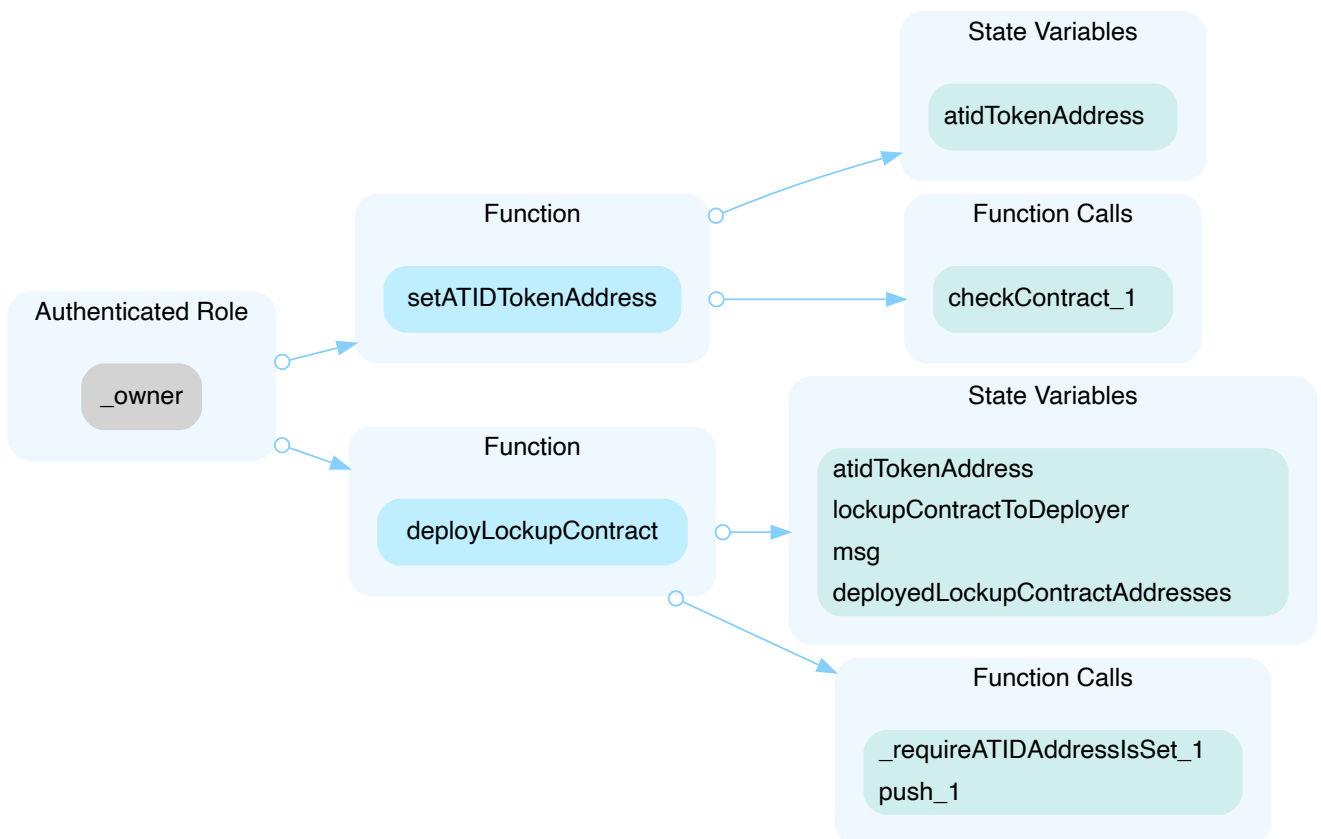 Authenticated Role
_owner
Function
setATIDTokenAddress
State Variables
atidTokenAddress
Function Calls
checkContract_1
Function
deployLockupContract
State Variables
atidTokenAddress
lockupContractToDeployer
msg
deployedLockupContractAddresses
Function Calls
_requireATIDAddressIsSet_1
push_1